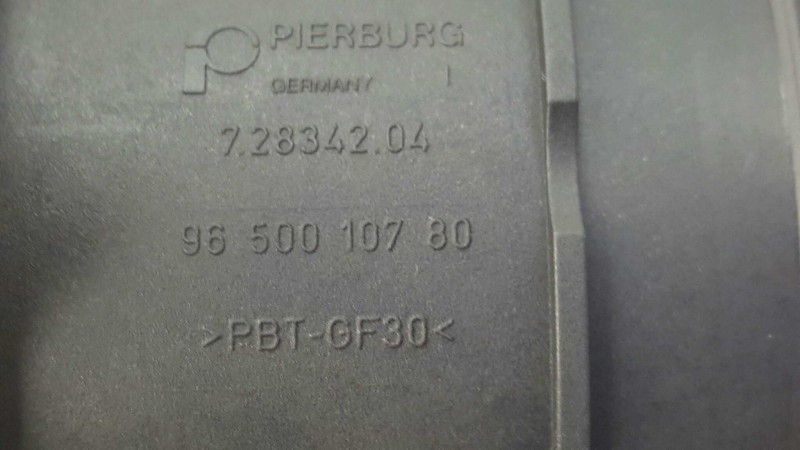 PIERBURG
GERMANY I
7.28342.04
96 500 107 80
>PBT-GF30<